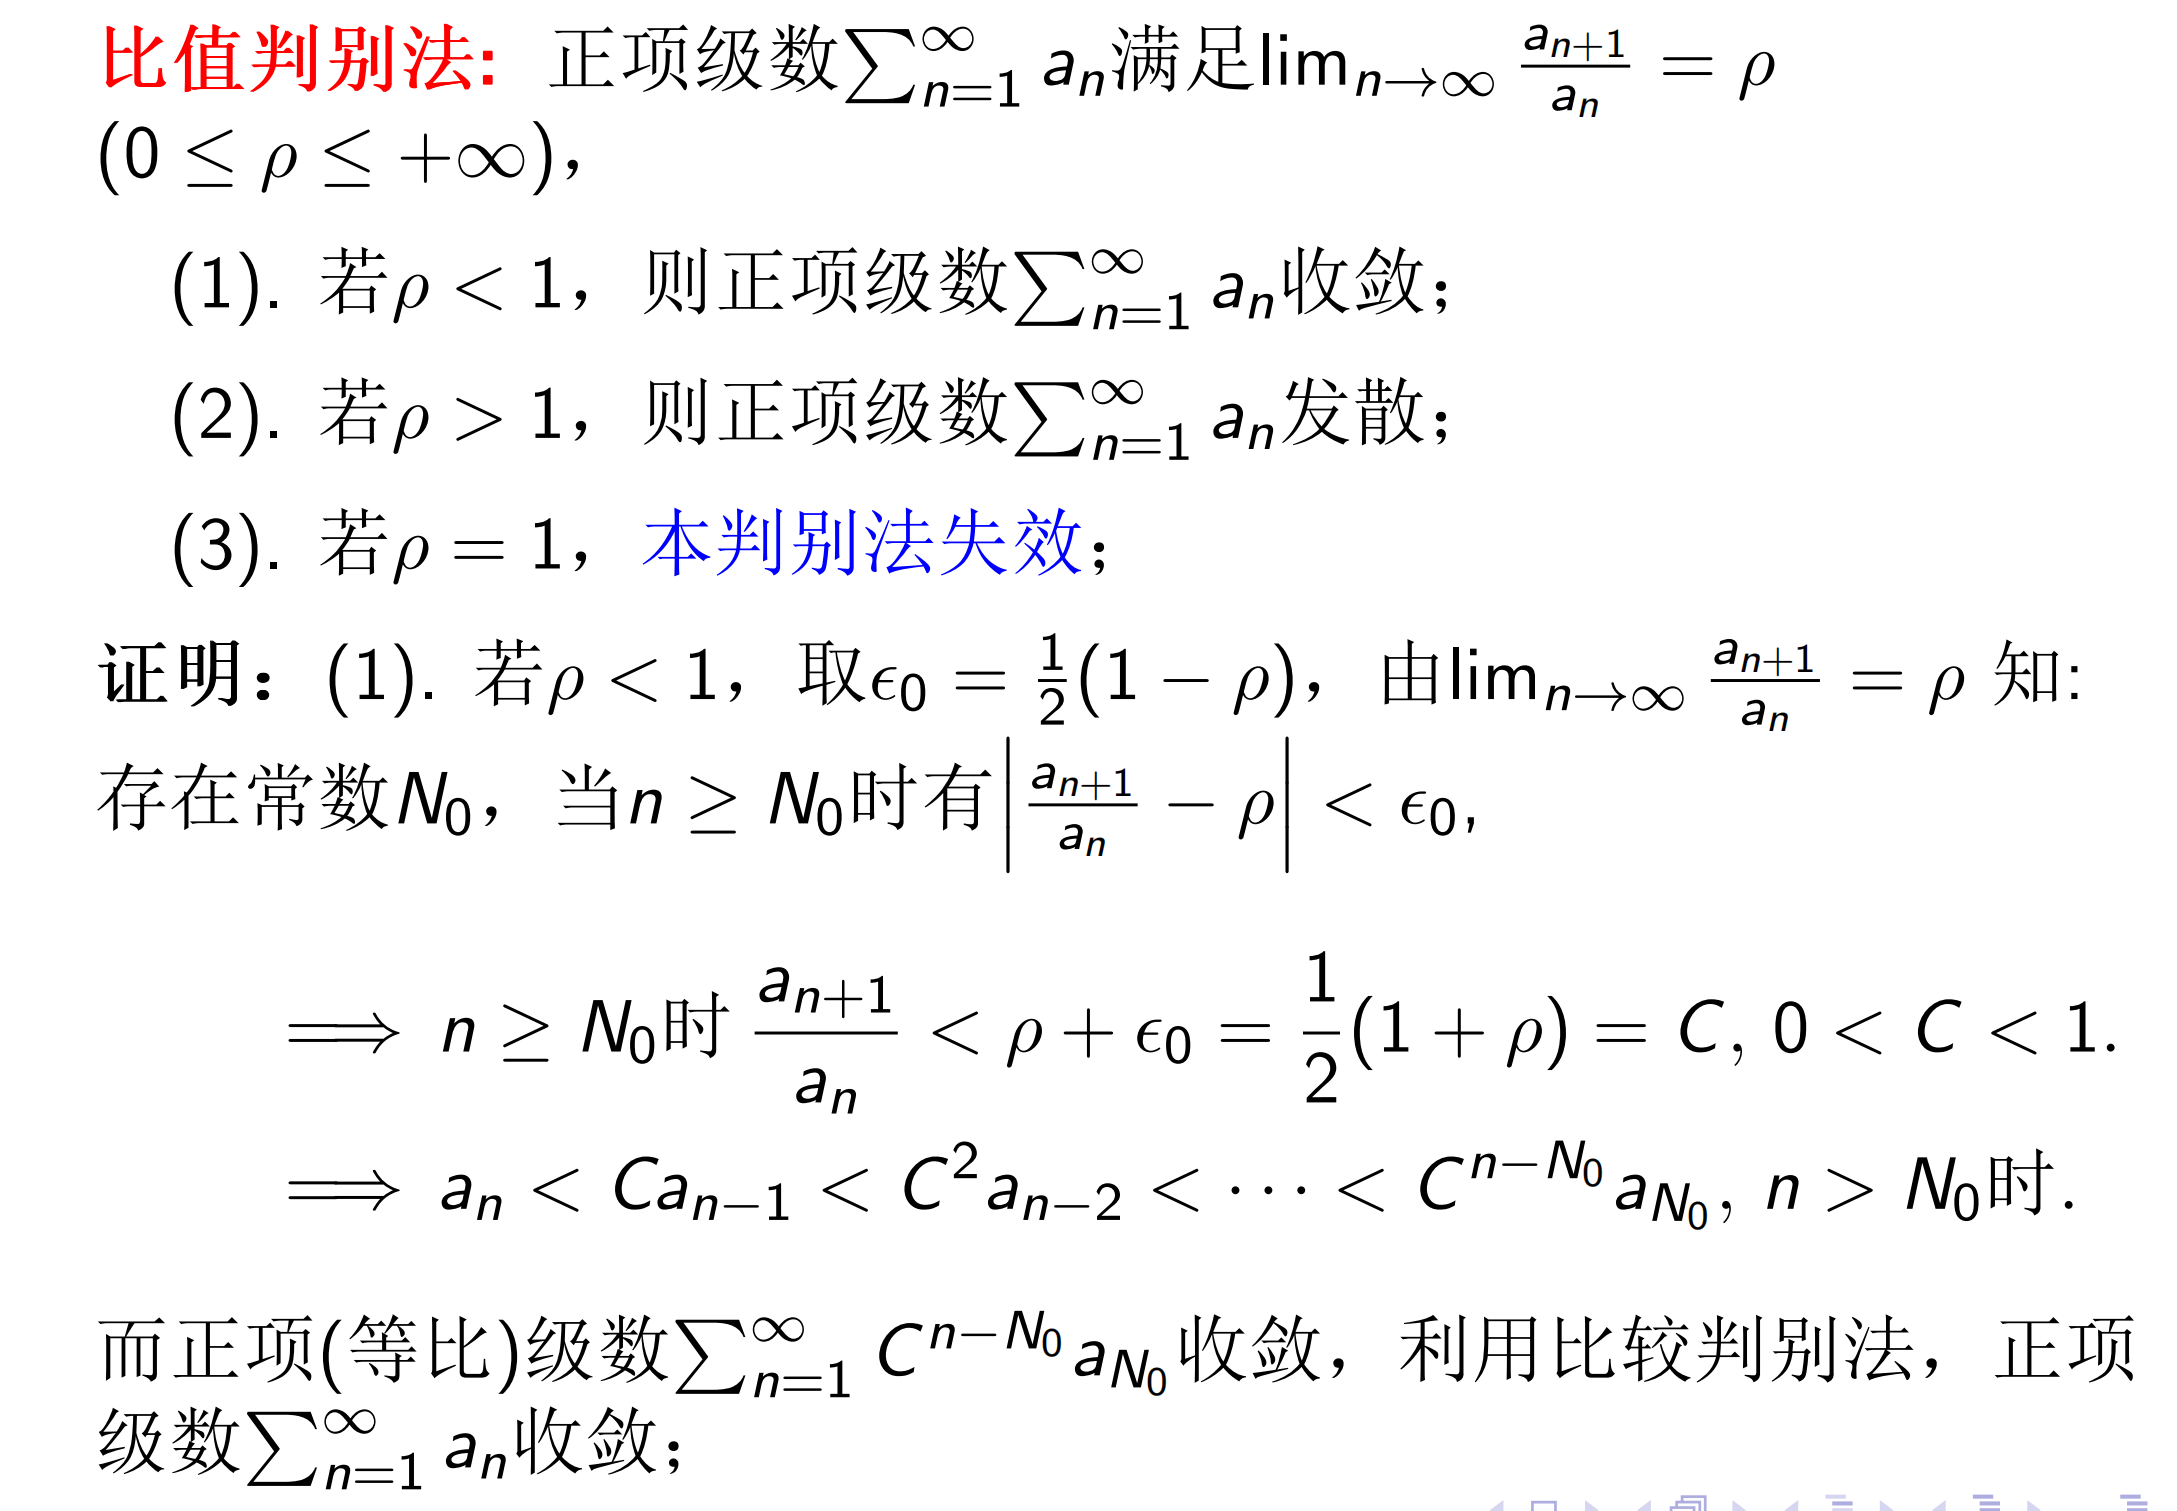 比值判别法: 正项级数$\sum_{n=1}^{\infty} a_n$满足$\lim_{n\to\infty} \frac{a_{n+1}}{a_n} = \rho$
$(0 \leq \rho \leq +\infty)$，
(1). 若$\rho < 1$，则正项级数$\sum_{n=1}^{\infty} a_n$收敛；
(2). 若$\rho > 1$，则正项级数$\sum_{n=1}^{\infty} a_n$发散；
(3). 若$\rho = 1$，本判别法失效；
证明：(1). 若$\rho < 1$，取$\epsilon_0 = \frac{1}{2}(1 - \rho)$，由$\lim_{n\to\infty} \frac{a_{n+1}}{a_n} = \rho$ 知:
存在常数$N_0$，当$n \geq N_0$时有$\left|\frac{a_{n+1}}{a_n} - \rho\right| < \epsilon_0$,
$\Longrightarrow n \geq N_0$时 $\frac{a_{n+1}}{a_n} < \rho + \epsilon_0 = \frac{1}{2}(1 + \rho) = C, 0 < C < 1.$
$\Longrightarrow a_n < Ca_{n-1} < C^2 a_{n-2} < \cdots < C^{n-N_0} a_{N_0}, n > N_0$时.
而正项(等比)级数$\sum_{n=1}^{\infty} C^{n-N_0} a_{N_0}$收敛，利用比较判别法，正项
级数$\sum_{n=1}^{\infty} a_n$收敛；